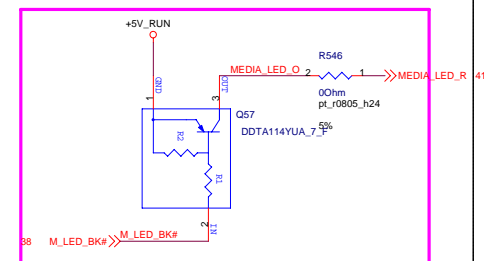 +5V_RUN
R546
MEDIA_LED_O
2
1
MEDIA_LED_R
41
GND
OUT
0Ohm
pt_r0805_h24
5%
1
3
Q57
DDTA114YUA_7_F
R2
R1
2
IN
38
M_LED_BK#
M_LED_BK#